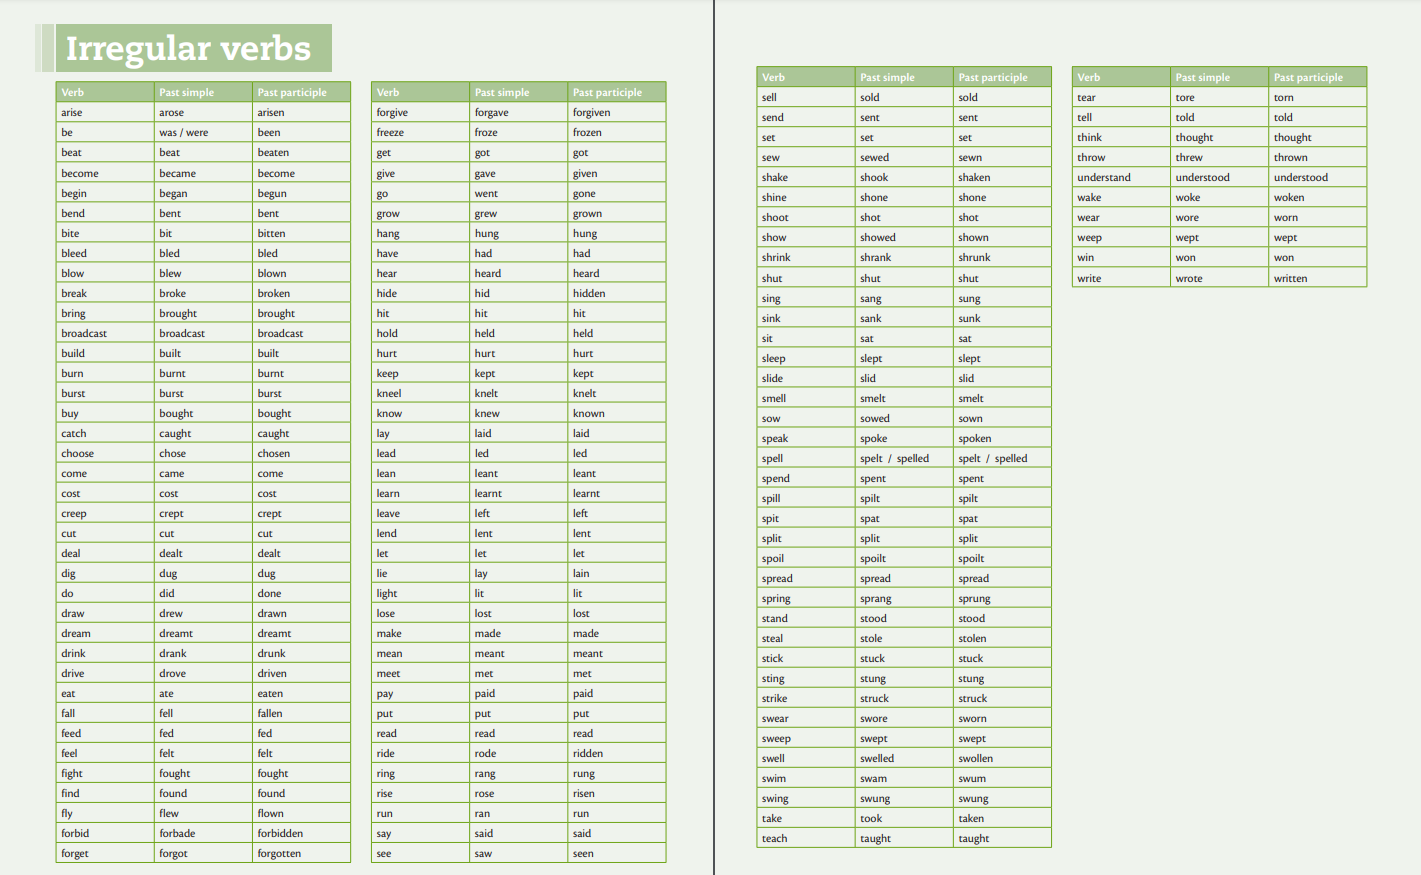 Irregular verbs
Verb Past simple Past participle
arise arose arisen
be was / were been
beat beat beaten
become became become
begin began begun
bend bent bent
bite bit bitten
bleed bled bled
blow blew blown
break broke broken
bring brought brought
broadcast broadcast broadcast
build built built
burn burnt burnt
burst burst burst
buy bought bought
catch caught caught
choose chose chosen
come came come
cost cost cost
creep crept crept
cut cut cut
deal dealt dealt
dig dug dug
do did done
draw drew drawn
dream dreamt dreamt
drink drank drunk
drive drove driven
eat ate eaten
fall fell fallen
feed fed fed
feel felt felt
fight fought fought
find found found
fly flew flown
forbid forbade forbidden
forget forgot forgotten
Verb Past simple Past participle
forgive forgave forgiven
freeze froze frozen
get got got
give gave given
go went gone
grow grew grown
hang hung hung
have had had
hear heard heard
hide hid hidden
hit hit hit
hold held held
hurt hurt hurt
keep kept kept
kneel knelt knelt
know knew known
lay laid laid
lead led led
lean leant leant
learn learnt learnt
leave left left
lend lent lent
let let let
lie lay lain
light lit lit
lose lost lost
make made made
mean meant meant
meet met met
pay paid paid
put put put
read read read
ride rode ridden
ring rang rung
rise rose risen
run ran run
say said said
see saw seen
Verb Past simple Past participle
sell sold sold
send sent sent
set set set
sew sewed sewn
shake shook shaken
shine shone shone
shoot shot shot
show showed shown
shrink shrank shrunk
shut shut shut
sing sang sung
sink sank sunk
sit sat sat
sleep slept slept
slide slid slid
smell smelt smelt
sow sowed sown
speak spoke spoken
spell spelt / spelled spelt / spelled
spend spent spent
spill spilt spilt
spit spat spat
split split split
spoil spoilt spoilt
spread spread spread
spring sprang sprung
stand stood stood
steal stole stolen
stick stuck stuck
sting stung stung
strike struck struck
swear swore sworn
sweep swept swept
swell swelled swollen
swim swam swum
swing swung swung
take took taken
teach taught taught
Verb Past simple Past participle
tear tore torn
tell told told
think thought thought
throw threw thrown
understand understood understood
wake woke woken
wear wore worn
weep wept wept
win won won
write wrote written